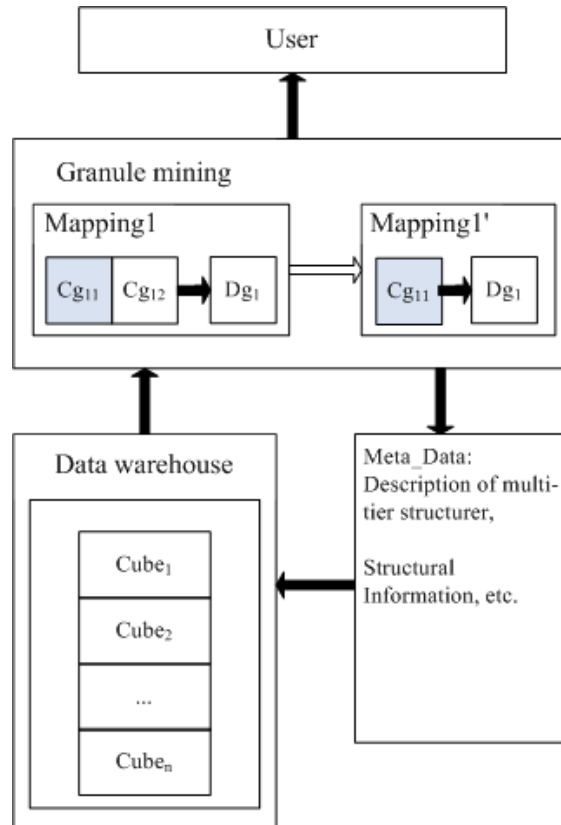 User
Granule mining
Mapping1
Mapping1'
Cg₁₁
Cg₁₂
Dg₁
Cg₁₁
Dg₁
Data warehouse
Cube₁
Cube₂
...
Cubeₙ
Meta_Data:
Description of multi-
tier structurer,
Structural
Information, etc.